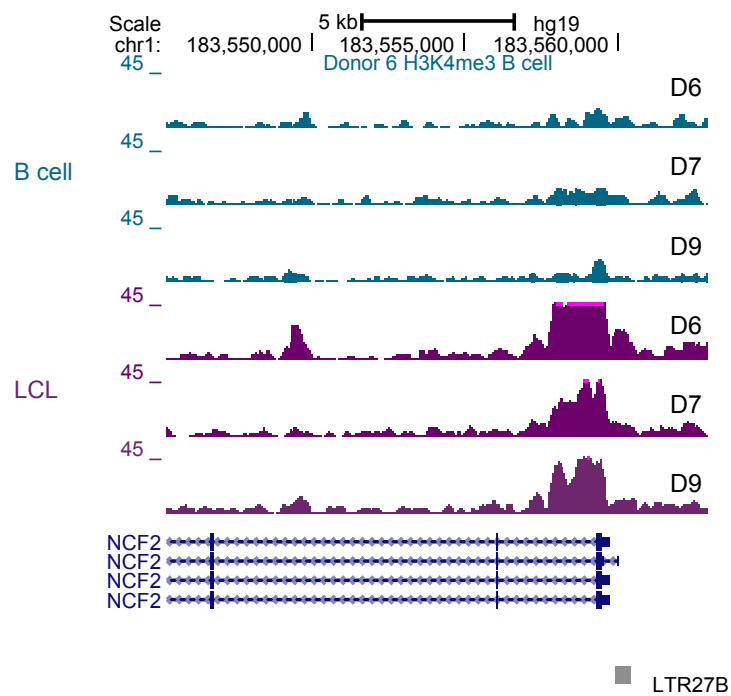 Scale 5 kb hg19
chr1: 183,550,000 183,555,000 183,560,000
Donor 6 H3K4me3 B cell
45 _
D6
45 _
B cell
D7
45 _
D9
45 _
D6
45 _
LCL
D7
45 _
D9
NCF2
NCF2
NCF2
NCF2
LTR27B